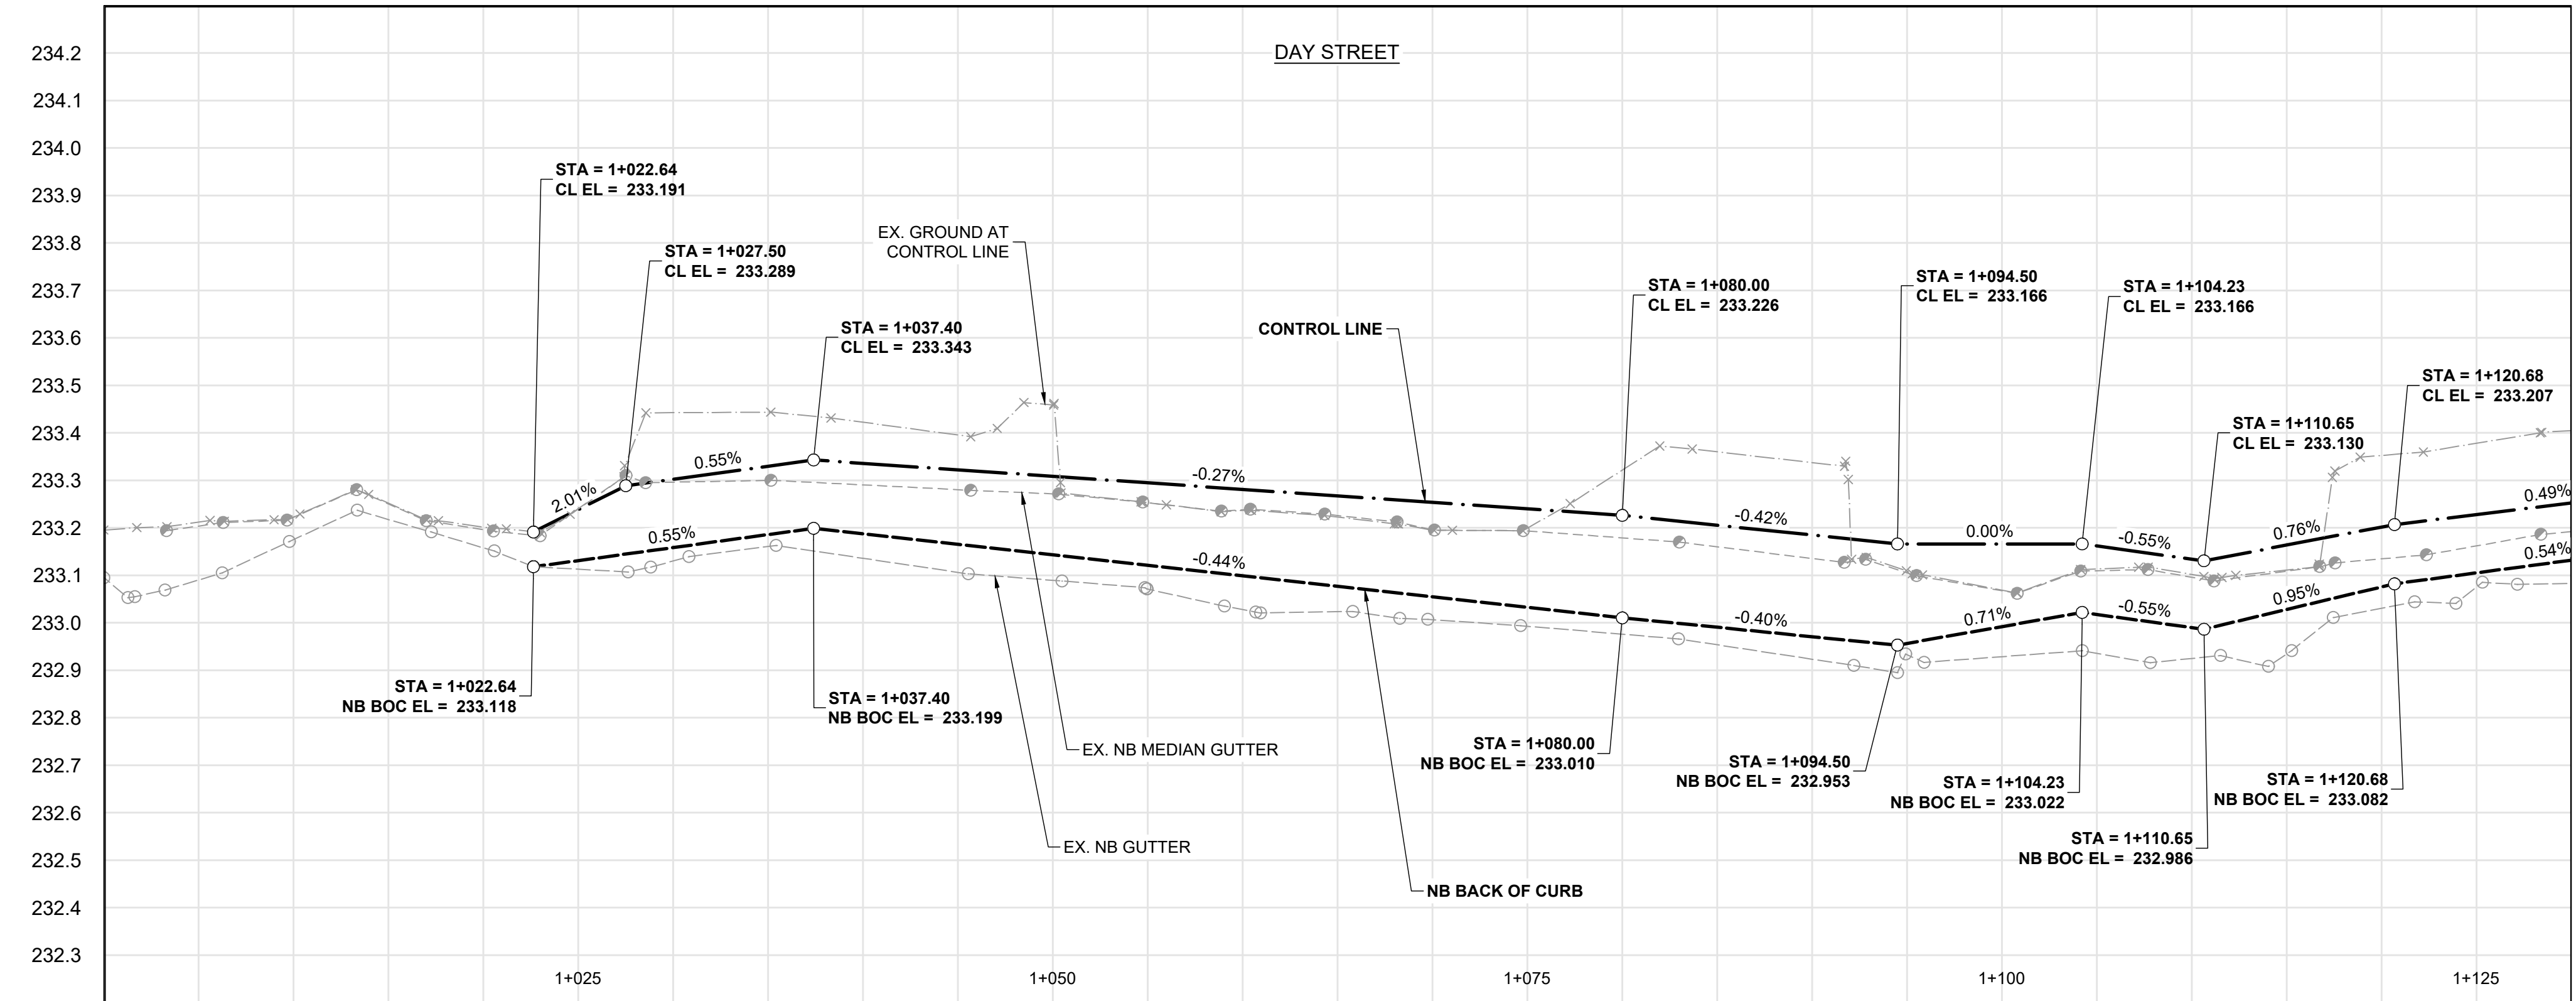 DAY STREET
234.2
234.1
234.0
233.9
233.8
233.7
233.6
233.5
233.4
233.3
233.2
233.1
233.0
232.9
232.8
232.7
232.6
232.5
232.4
232.3
STA = 1+022.64
CL EL = 233.191
STA = 1+027.50
CL EL = 233.289
STA = 1+037.40
CL EL = 233.343
EX. GROUND AT
CONTROL LINE
CONTROL LINE
STA = 1+080.00
CL EL = 233.226
STA = 1+094.50
CL EL = 233.166
STA = 1+104.23
CL EL = 233.166
STA = 1+110.65
CL EL = 233.130
STA = 1+120.68
CL EL = 233.207
2.01%
0.55%
-0.27%
-0.42%
0.00%
-0.55%
0.76%
0.49%
0.55%
-0.44%
-0.40%
0.71%
-0.55%
0.95%
0.54%
STA = 1+022.64
NB BOC EL = 233.118
STA = 1+037.40
NB BOC EL = 233.199
EX. NB MEDIAN GUTTER
EX. NB GUTTER
NB BACK OF CURB
STA = 1+080.00
NB BOC EL = 233.010
STA = 1+094.50
NB BOC EL = 232.953
STA = 1+104.23
NB BOC EL = 233.022
STA = 1+110.65
NB BOC EL = 232.986
STA = 1+120.68
NB BOC EL = 233.082
1+025
1+050
1+075
1+100
1+125